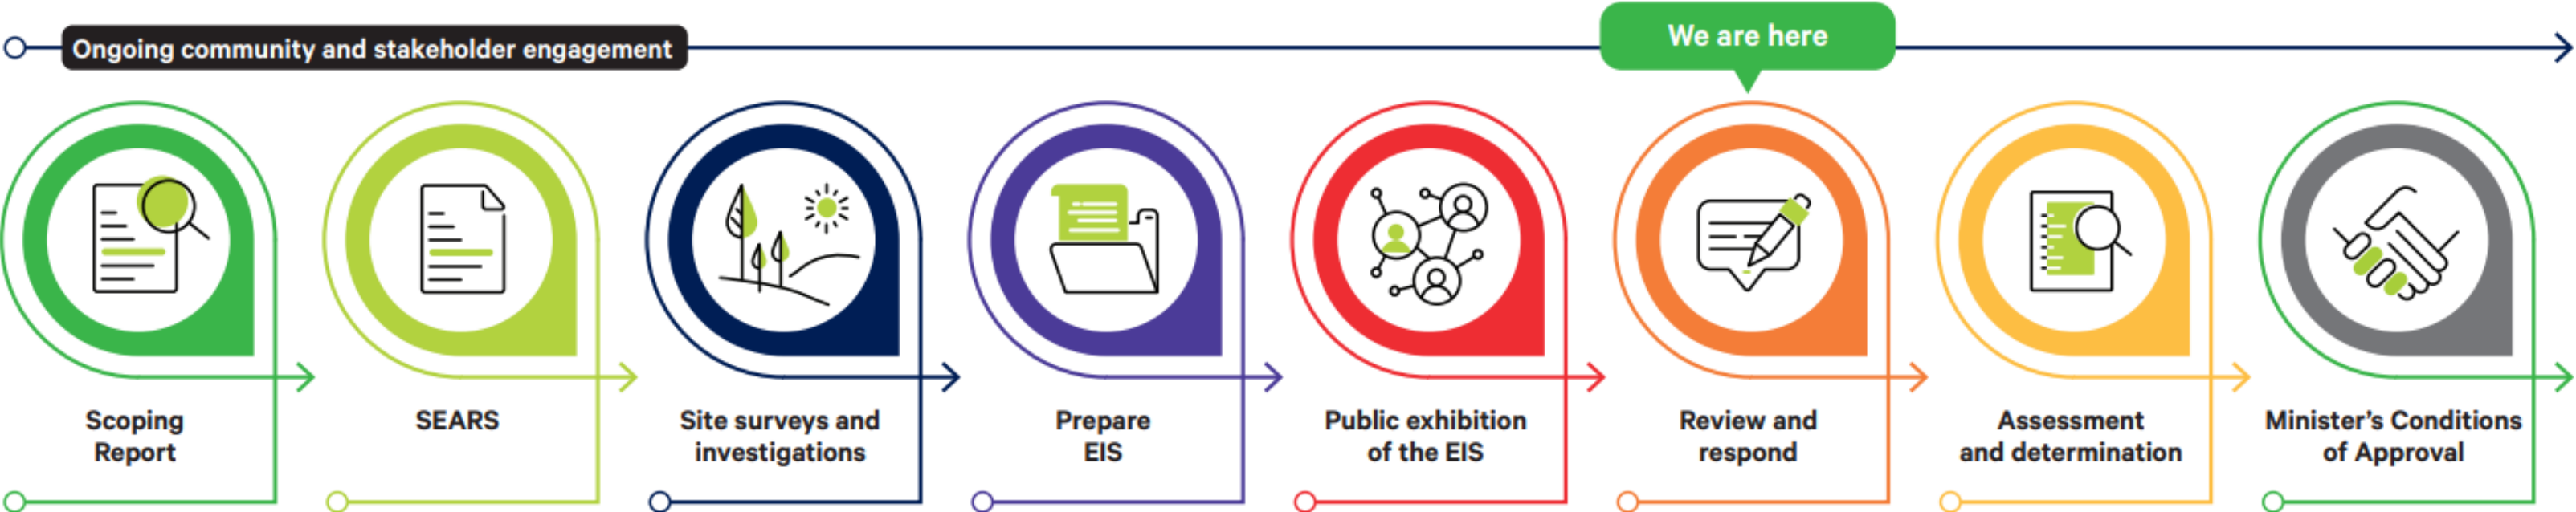 Ongoing community and stakeholder engagement
We are here
Scoping
Report
SEARS
Site surveys and
investigations
Prepare
EIS
Public exhibition
of the EIS
Review and
respond
Assessment
and determination
Minister’s Conditions
of Approval